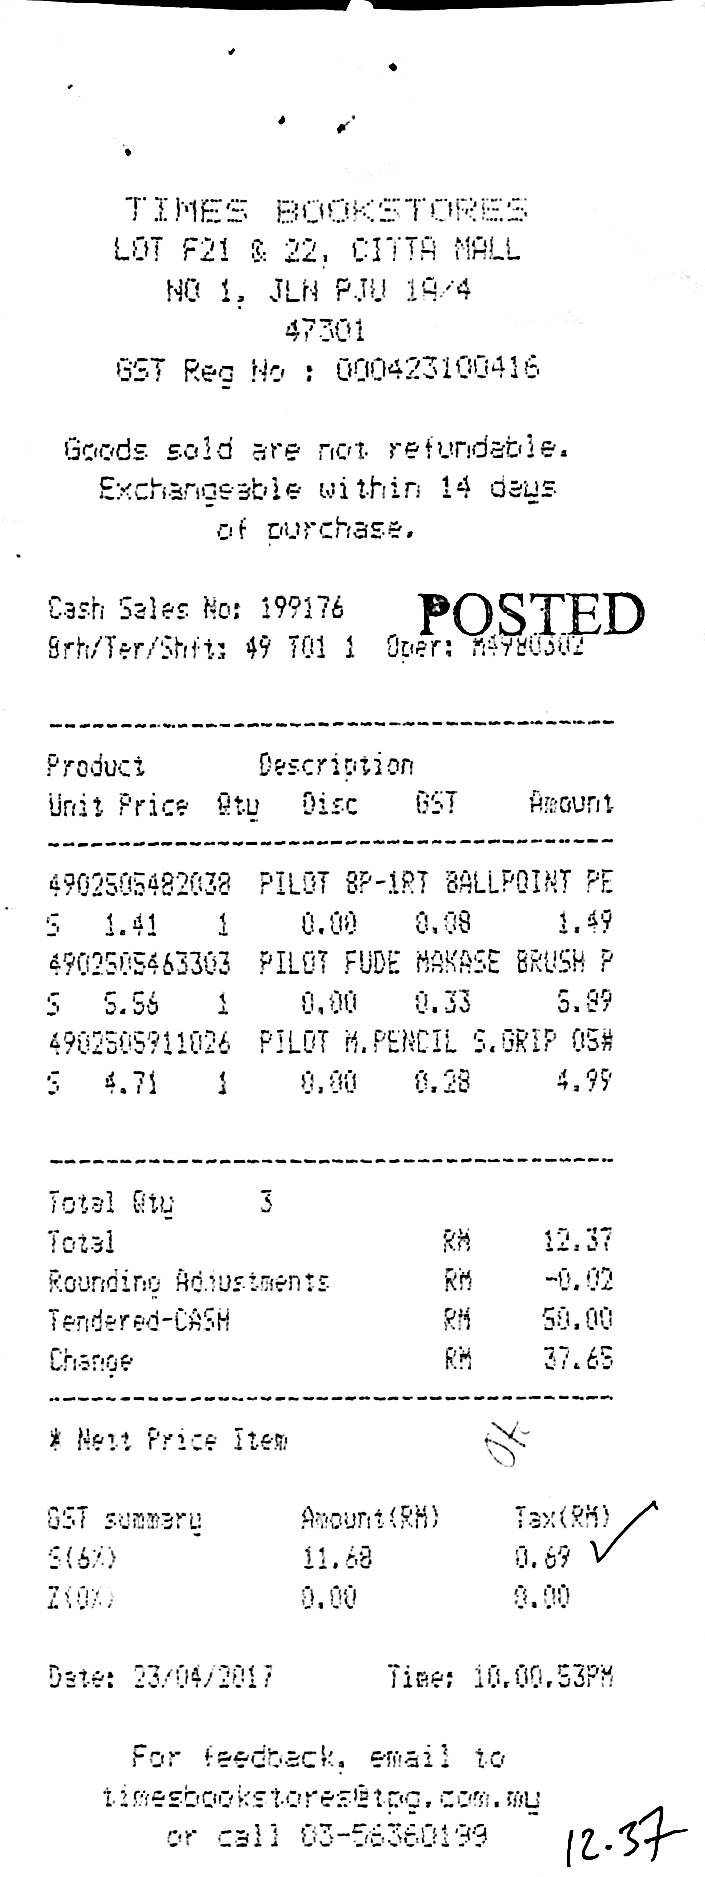 TIMES BOOKSTORES
LOT F21 & 22, CITTA MALL
NO 1, JLN PJU 1A/4
47301
GST Reg No : 000423100416
Goods sold are not refundable.
Exchangeable within 14 days
of purchase.
Cash Sales No: 199176
POSTED
Brh/Ter/Shft: 49 T01 1 Oper: M4980302
Product Description
Unit Price Qty Disc GST Amount
4902505482038 PILOT BP-1RT BALLPOINT PE
S 1.41 1 0.00 0.08 1.49
4902505463303 PILOT FUDE MAKASE BRUSH P
S 5.56 1 0.00 0.33 5.89
4902505911026 PILOT M.PENCIL S.GRIP 05#
S 4.71 1 0.00 0.28 4.99
Total Qty 3
Total RM 12.37
Rounding Adjustments RM -0.02
Tendered-CASH RM 50.00
Change RM 37.65
* Nett Price Item
OK
GST summary Amount(RM) Tax(RM)
S(6%) 11.68 0.69
Z(0%) 0.00 0.00
Date: 23/04/2017 Time: 10.00.53PM
For feedback, email to
timesbookstores@tpg.com.my
or call 03-56360199
12.37